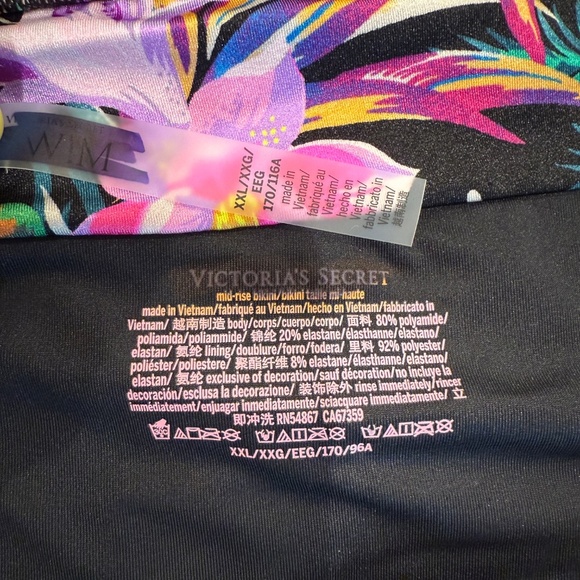 XXL/XXG/
EEG
170/116A
made in
Vietnam/
fabriqué au
Vietnam/
hecho en
Vietnam/
fabbricato in
Vietnam/
越南制造
VICTORIA'S SECRET
mid-rise bikini/bikini taille mi-haute
made in Vietnam/fabriqué au Vietnam/hecho en Vietnam/fabbricato in
Vietnam/ 越南制造 body/corps/cuerpo/corpo/ 面料 80% polyamide/
poliamida/poliammide/ 锦纶 20% elastane/élasthanne/elastano/
elastan/ 氨纶 lining/doublure/forro/fodera/ 里料 92% polyester/
poliéster/poliestere/ 聚酯纤维 8% elastane/élasthanne/elastano/
elastan/ 氨纶 exclusive of decoration/sauf décoration/no incluye la
decoración/esclusa la decorazione/ 装饰除外 rinse immediately/rincer
immédiatement/enjuagar inmediatamente/sciacquare immediatamente/ 立
即冲洗 RN54867 CA67359
XXL/XXG/EEG/170/96A